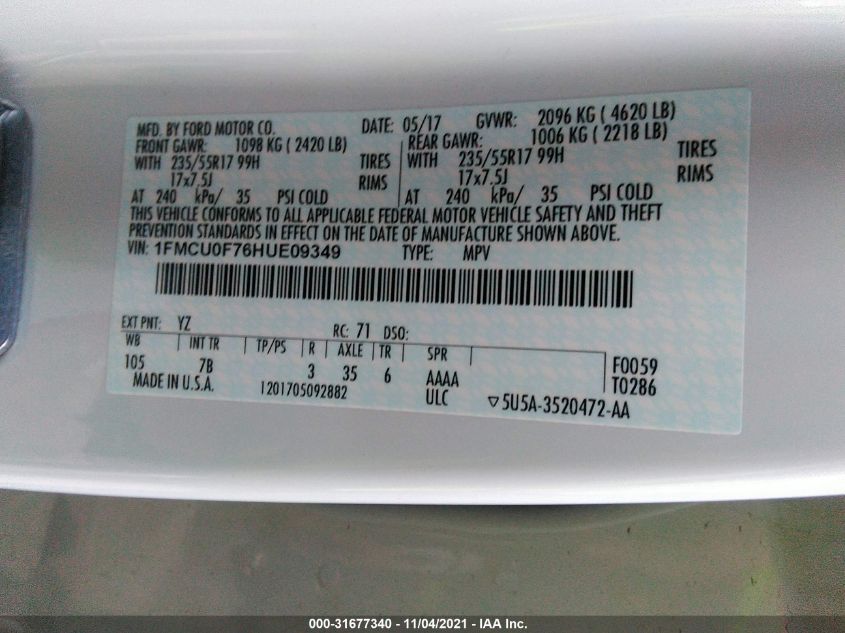 MFD. BY FORD MOTOR CO. DATE: 05/17 GVWR: 2096 KG ( 4620 LB)
FRONT GAWR: 1098 KG ( 2420 LB) REAR GAWR: 1006 KG ( 2218 LB)
WITH 235/55R17 99H TIRES WITH 235/55R17 99H TIRES
17x7.5J RIMS 17x7.5J RIMS
AT 240 kPa/ 35 PSI COLD AT 240 kPa/ 35 PSI COLD
THIS VEHICLE CONFORMS TO ALL APPLICABLE FEDERAL MOTOR VEHICLE SAFETY AND THEFT
PREVENTION STANDARDS IN EFFECT ON THE DATE OF MANUFACTURE SHOWN ABOVE.
VIN: 1FMCU0F76HUE09349 TYPE: MPV
EXT PNT: YZ RC: 71 DSO:
WB INT TR TP/PS R AXLE TR SPR F0059
105 7B 3 35 6 AAAA T0286
MADE IN U.S.A. 1201705092882 ULC ▽5U5A-3520472-AA
000-31677340 - 11/04/2021 - IAA Inc.